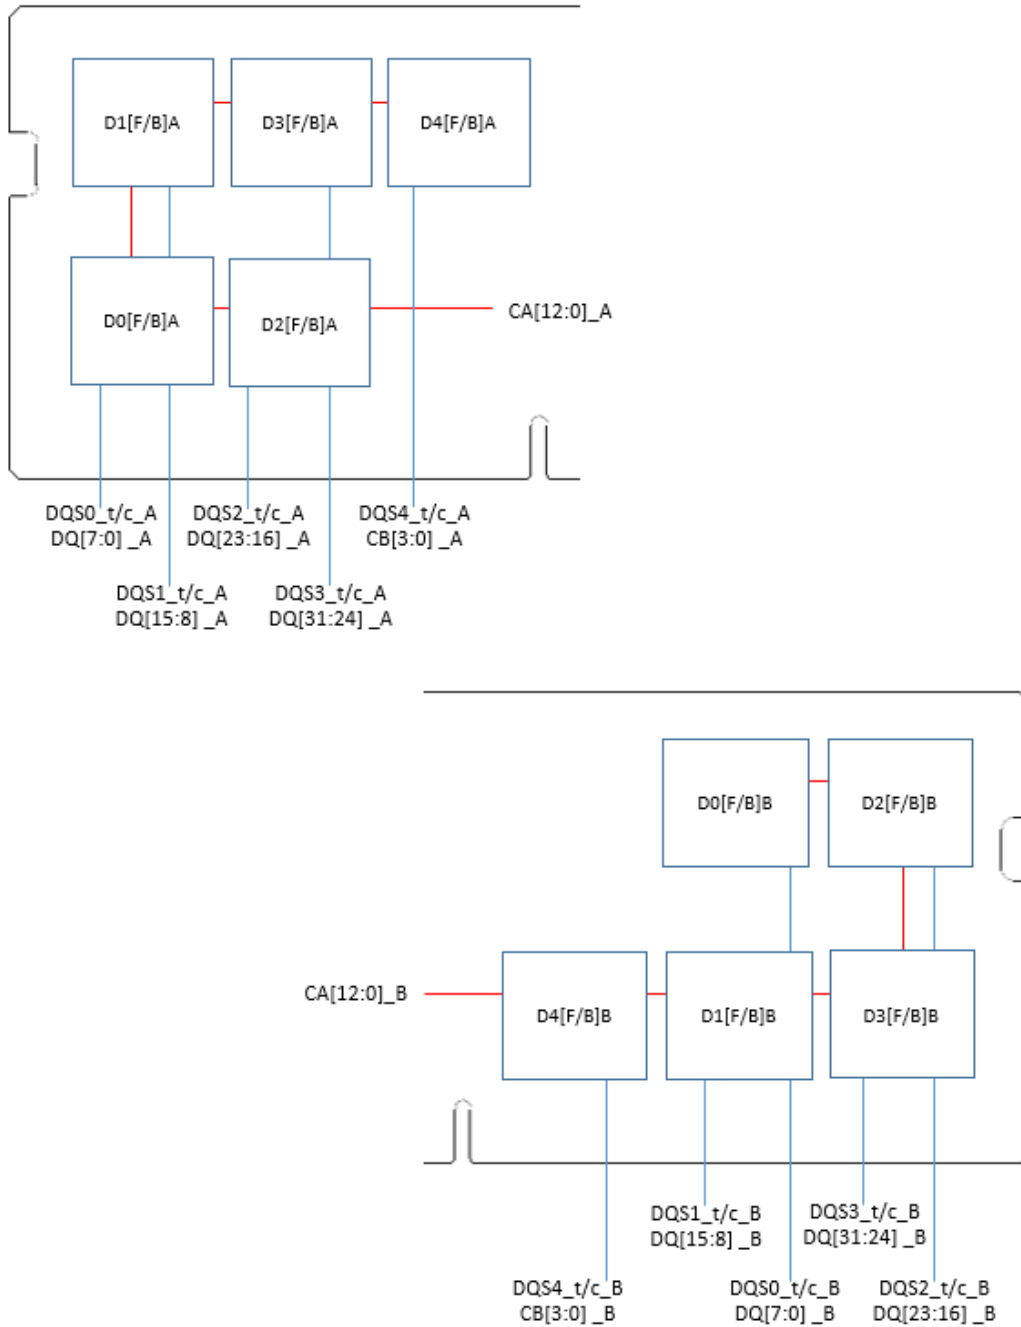 D1[F/B]A
D3[F/B]A
D4[F/B]A
D0[F/B]A
D2[F/B]A
CA[12:0]_A
DQS0_t/c_A
DQ[7:0] _A
DQS2_t/c_A
DQ[23:16] _A
DQS4_t/c_A
CB[3:0] _A
DQS1_t/c_A
DQ[15:8] _A
DQS3_t/c_A
DQ[31:24] _A
D0[F/B]B
D2[F/B]B
CA[12:0]_B
D4[F/B]B
D1[F/B]B
D3[F/B]B
DQS1_t/c_B
DQ[15:8] _B
DQS3_t/c_B
DQ[31:24] _B
DQS4_t/c_B
CB[3:0] _B
DQS0_t/c_B
DQ[7:0] _B
DQS2_t/c_B
DQ[23:16] _B